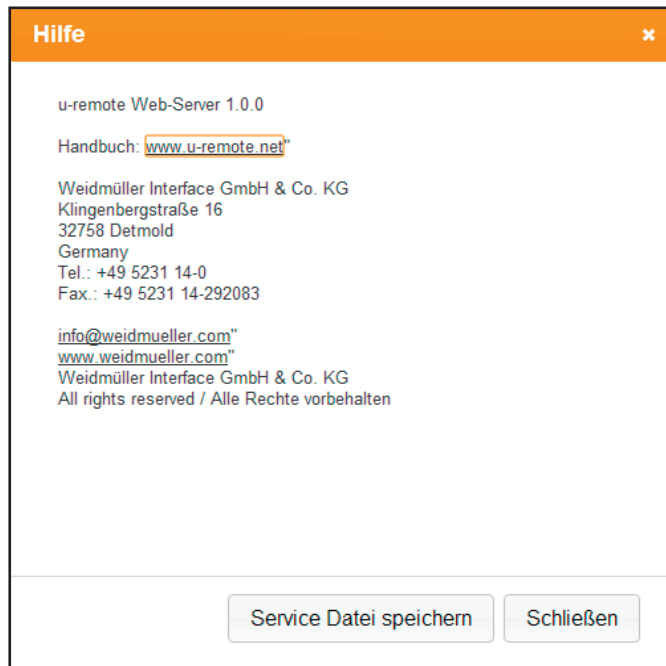 Hilfe ×
u-remote Web-Server 1.0.0
Handbuch: www.u-remote.net"
Weidmüller Interface GmbH & Co. KG
Klingenbergstraße 16
32758 Detmold
Germany
Tel.: +49 5231 14-0
Fax.: +49 5231 14-292083
info@weidmueller.com"
www.weidmueller.com"
Weidmüller Interface GmbH & Co. KG
All rights reserved / Alle Rechte vorbehalten
Service Datei speichern Schließen